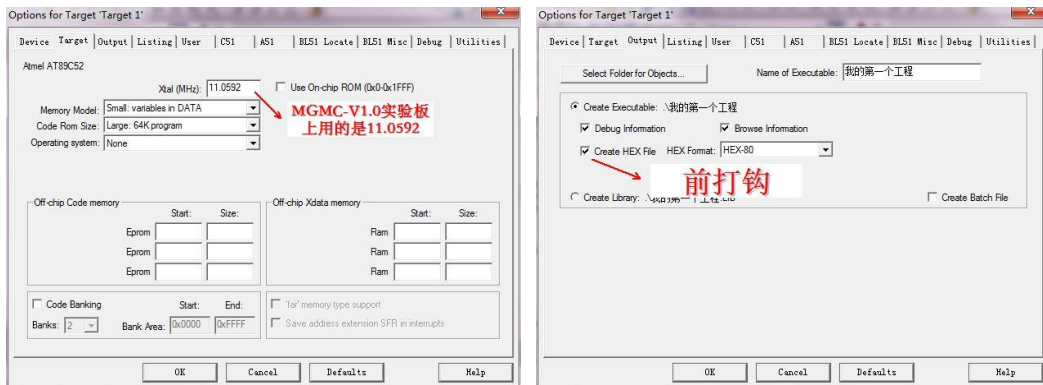 Options for Target 'Target 1'
Device Target Output Listing User C51 A51 BL51 Locate BL51 Misc Debug Utilities
Atmel AT89C52
Xtal (MHz): 11.0592
Use On-chip ROM (0x0-0x1FFF)
MGMC-V1.0实验板
上用的是11.0592
Memory Model: Small: variables in DATA
Code Rom Size: Large: 64K program
Operating system: None
Off-chip Code memory
Start: Size:
Eprom
Eprom
Eprom
Off-chip Xdata memory
Start: Size:
Ram
Ram
Ram
Code Banking
Start: End:
Banks: 2 Bank Area: 0x0000 0xFFFF
'far' memory type support
Save address extension SFR in interrupts
OK Cancel Defaults Help
Options for Target 'Target 1'
Device Target Output Listing User C51 A51 BL51 Locate BL51 Misc Debug Utilities
Select Folder for Objects... Name of Executable: 我的第一个工程
Create Executable: .\我的第一个工程
Debug Information Browse Information
Create HEX File HEX Format: HEX-80
前打钩
Create Library: .\我的第一个工程.LIB Create Batch File
OK Cancel Defaults Help